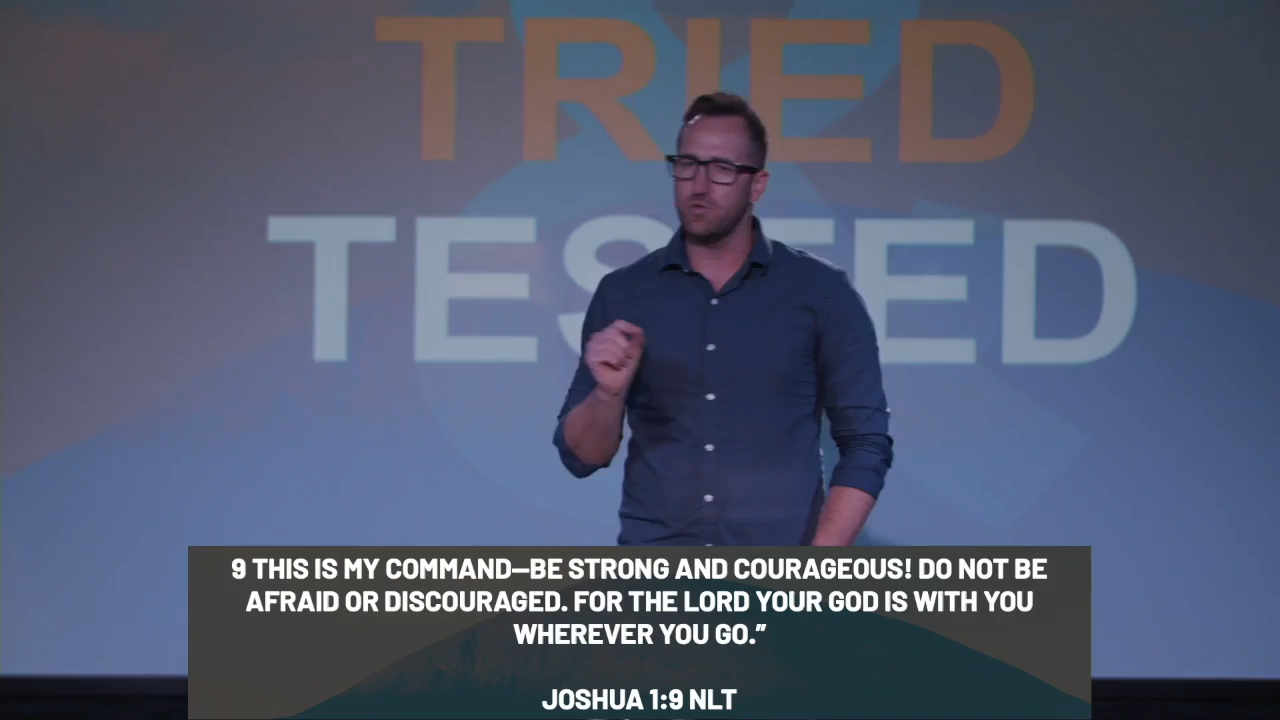 TRIED
TESTED
9 THIS IS MY COMMAND—BE STRONG AND COURAGEOUS! DO NOT BE
AFRAID OR DISCOURAGED. FOR THE LORD YOUR GOD IS WITH YOU
WHEREVER YOU GO.”
JOSHUA 1:9 NLT